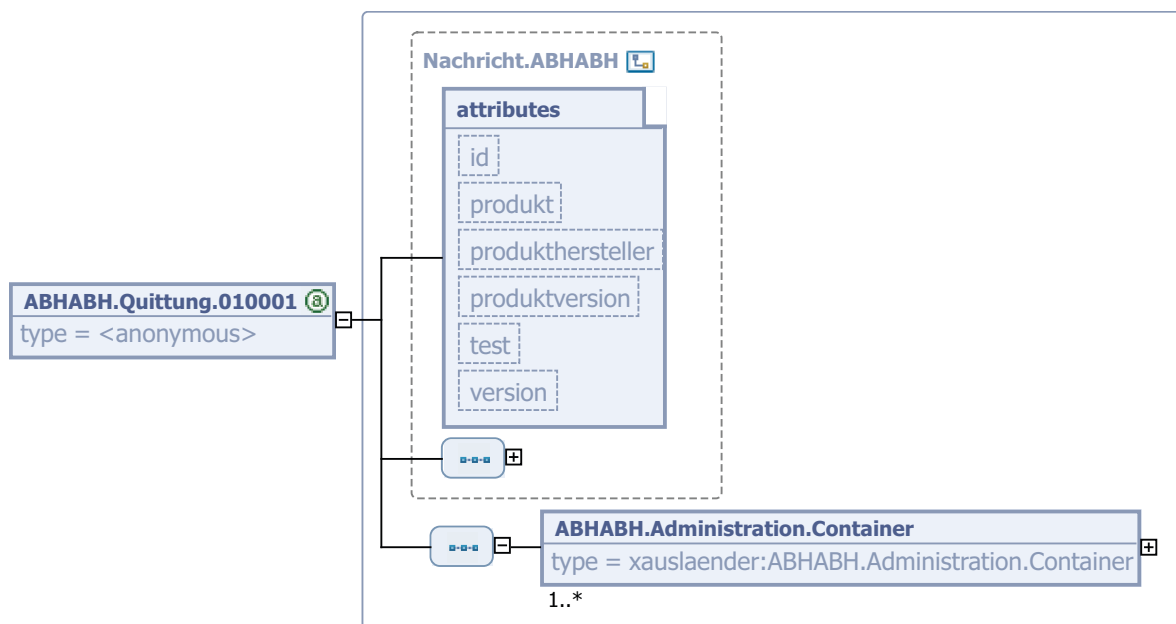 Nachricht.ABHABH
attributes
id
produkt
produkthersteller
produktversion
test
version
ABHABH.Quittung.010001 @
type = <anonymous>
ABHABH.Administration.Container
type = xauslaender:ABHABH.Administration.Container
1..*